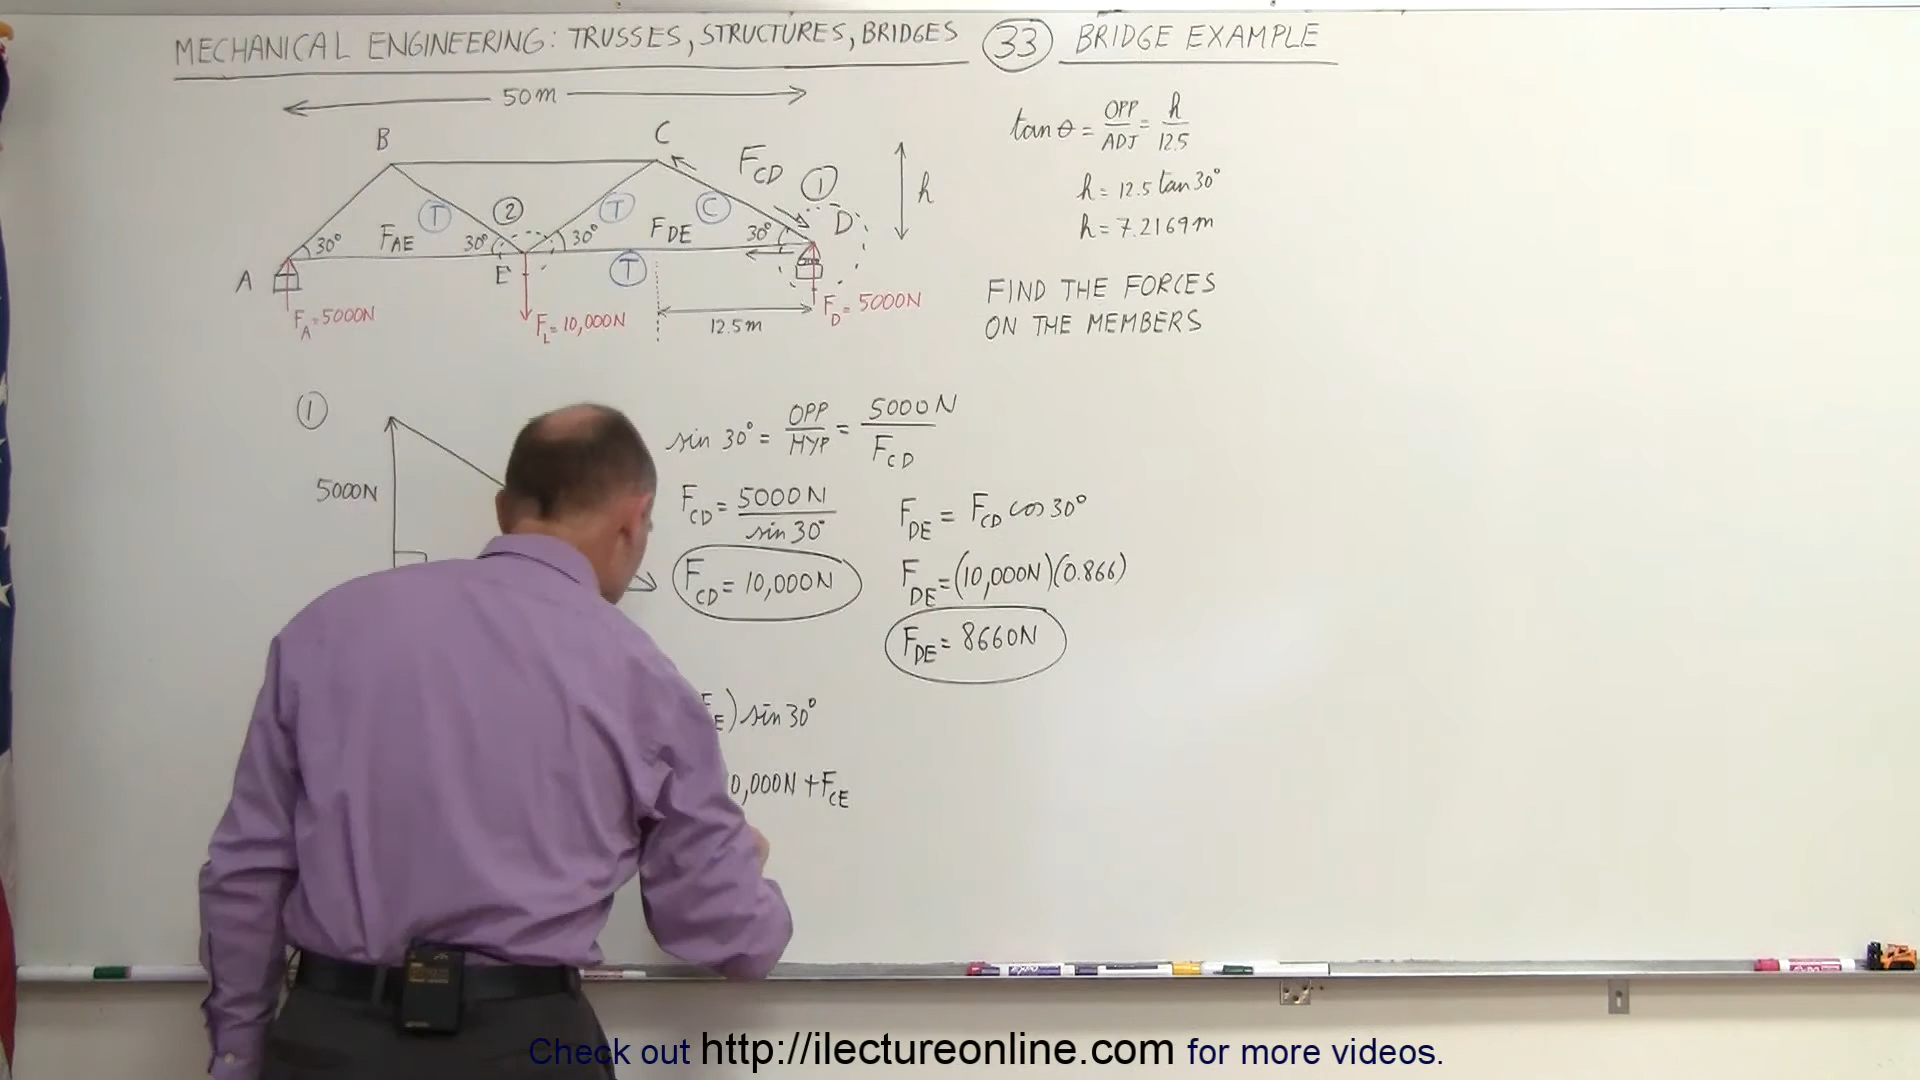 MECHANICAL ENGINEERING: TRUSSES, STRUCTURES, BRIDGES 33 BRIDGE EXAMPLE
50m
B
C
F_CD
1
D
h
T
2
T
C
30°
F_AE
30°
30°
F_DE
30°
A
E
T
F_A = 5000N
F_L = 10,000N
12.5m
F_D = 5000N
tan θ = OPP/ADJ = h/12.5
h = 12.5 tan 30°
h = 7.2169m
FIND THE FORCES
ON THE MEMBERS
1
5000N
sin 30° = OPP/HYP = 5000N/F_CD
F_CD = 5000N/sin 30°
F_CD = 10,000N
F_DE = F_CD cos 30°
F_DE = (10,000N)(0.866)
F_DE = 8660N
E) sin 30°
0,000N + F_CE
Check out http://ilectureonline.com for more videos.